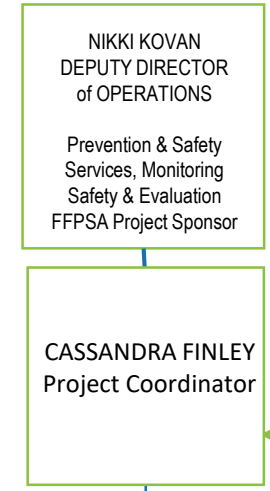 NIKKI KOVAN
DEPUTY DIRECTOR
of OPERATIONS
Prevention & Safety
Services, Monitoring
Safety & Evaluation
FFPSA Project Sponsor
CASSANDRA FINLEY
Project Coordinator